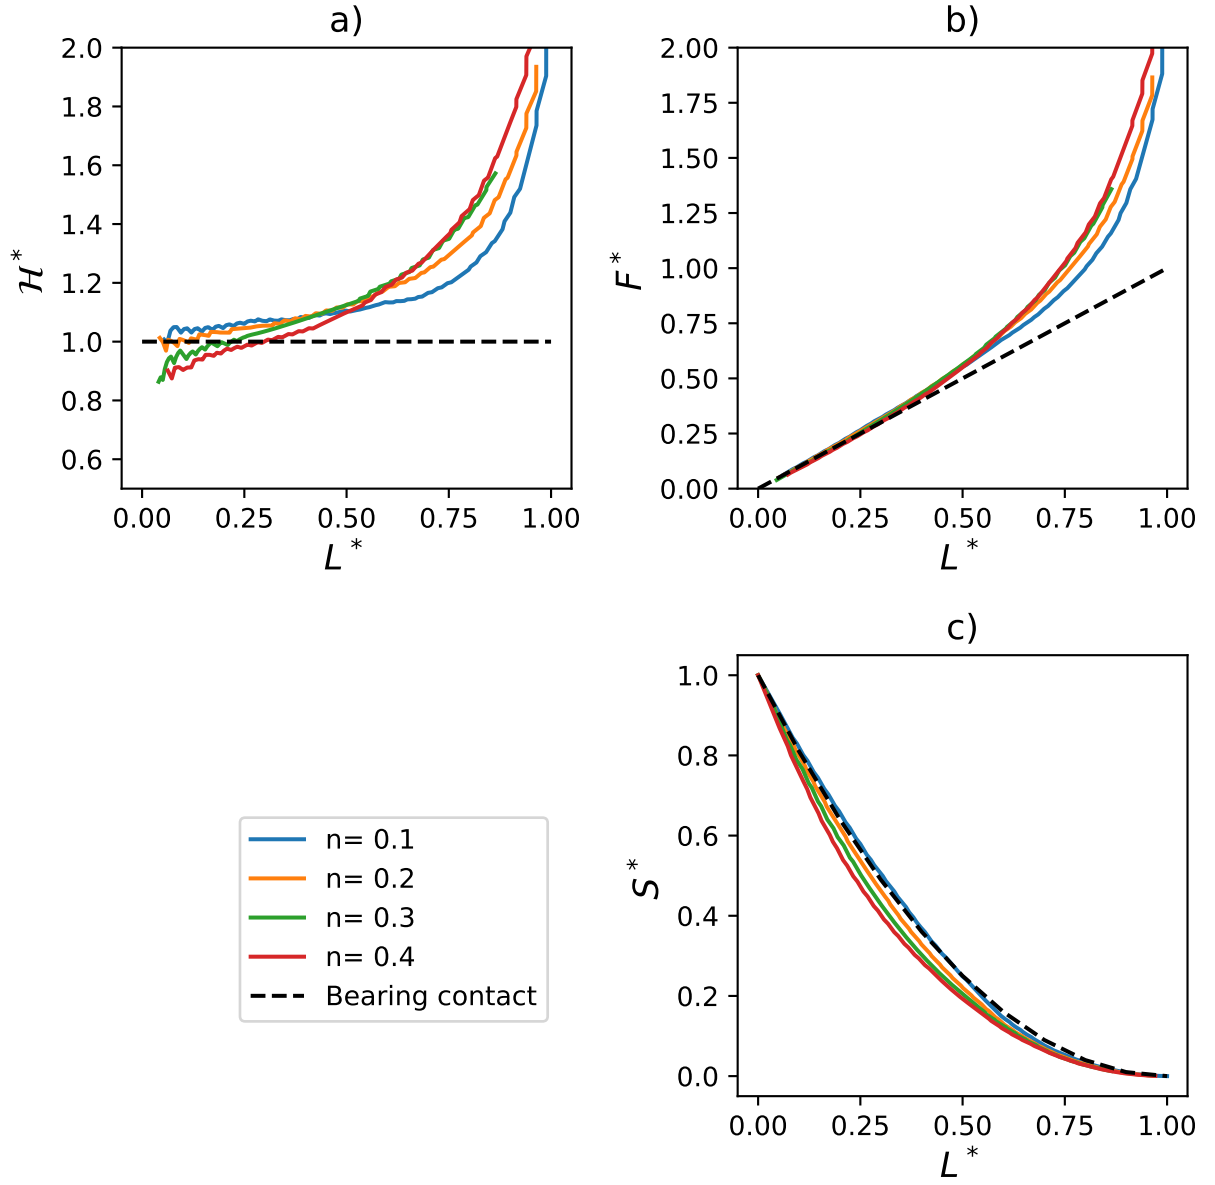 a)
2.0
1.8
1.6
1.4
1.2
1.0
0.8
0.6
ℋ*
0.00 0.25 0.50 0.75 1.00
L*
b)
2.00
1.75
1.50
1.25
1.00
0.75
0.50
0.25
0.00
F*
0.00 0.25 0.50 0.75 1.00
L*
c)
1.0
0.8
0.6
0.4
0.2
0.0
S*
0.00 0.25 0.50 0.75 1.00
L*
n= 0.1
n= 0.2
n= 0.3
n= 0.4
Bearing contact